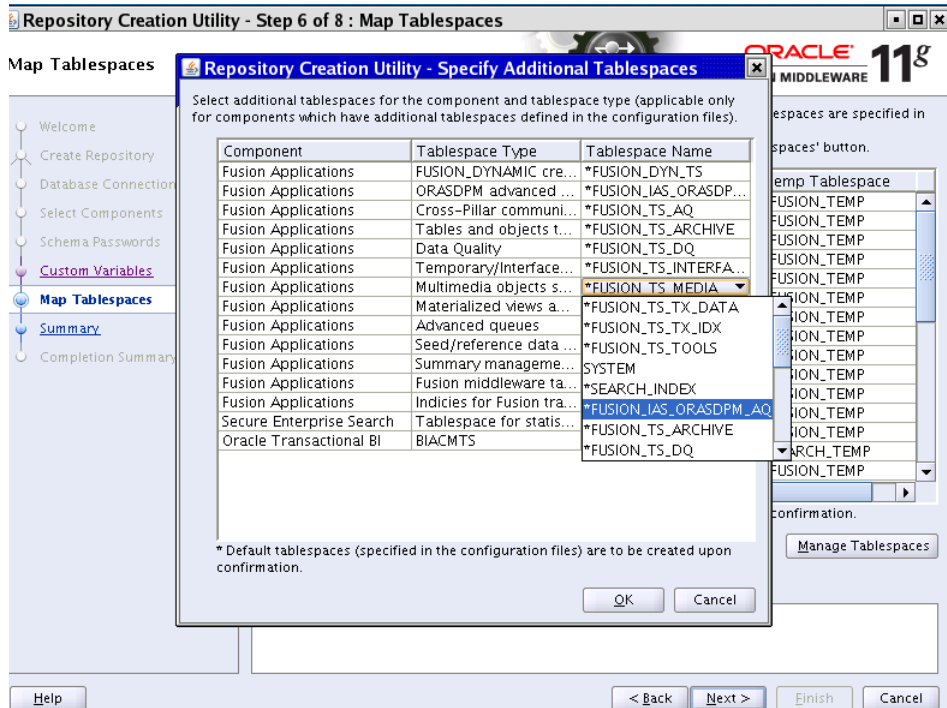 Repository Creation Utility - Step 6 of 8 : Map Tablespaces
Map Tablespaces
ORACLE 11g
N MIDDLEWARE
Welcome
Create Repository
Database Connection
Select Components
Schema Passwords
Custom Variables
Map Tablespaces
Summary
Completion Summary
Repository Creation Utility - Specify Additional Tablespaces
Select additional tablespaces for the component and tablespace type (applicable only
for components which have additional tablespaces defined in the configuration files).
Component Tablespace Type Tablespace Name
Fusion Applications FUSION_DYNAMIC cre... *FUSION_DYN_TS
Fusion Applications ORASDPM advanced ... *FUSION_IAS_ORASDP...
Fusion Applications Cross-Pillar communi... *FUSION_TS_AQ
Fusion Applications Tables and objects t... *FUSION_TS_ARCHIVE
Fusion Applications Data Quality *FUSION_TS_DQ
Fusion Applications Temporary/Interface... *FUSION_TS_INTERFA...
Fusion Applications Multimedia objects s... *FUSION_TS_MEDIA
Fusion Applications Materialized views a...
Fusion Applications Advanced queues
Fusion Applications Seed/reference data ...
Fusion Applications Summary manageme...
Fusion Applications Fusion middleware ta...
Fusion Applications Indicies for Fusion tra...
Secure Enterprise Search Tablespace for statis...
Oracle Transactional BI BIACMTS
*FUSION_TS_TX_DATA
*FUSION_TS_TX_IDX
*FUSION_TS_TOOLS
SYSTEM
*SEARCH_INDEX
*FUSION_IAS_ORASDPM_AQ
*FUSION_TS_ARCHIVE
*FUSION_TS_DQ
* Default tablespaces (specified in the configuration files) are to be created upon
confirmation.
OK Cancel
espaces are specified in
spaces' button.
emp Tablespace
FUSION_TEMP
FUSION_TEMP
FUSION_TEMP
FUSION_TEMP
FUSION_TEMP
FUSION_TEMP
SION_TEMP
SION_TEMP
SION_TEMP
SION_TEMP
SION_TEMP
SION_TEMP
SION_TEMP
ARCH_TEMP
FUSION_TEMP
confirmation.
Manage Tablespaces
Help < Back Next > Finish Cancel